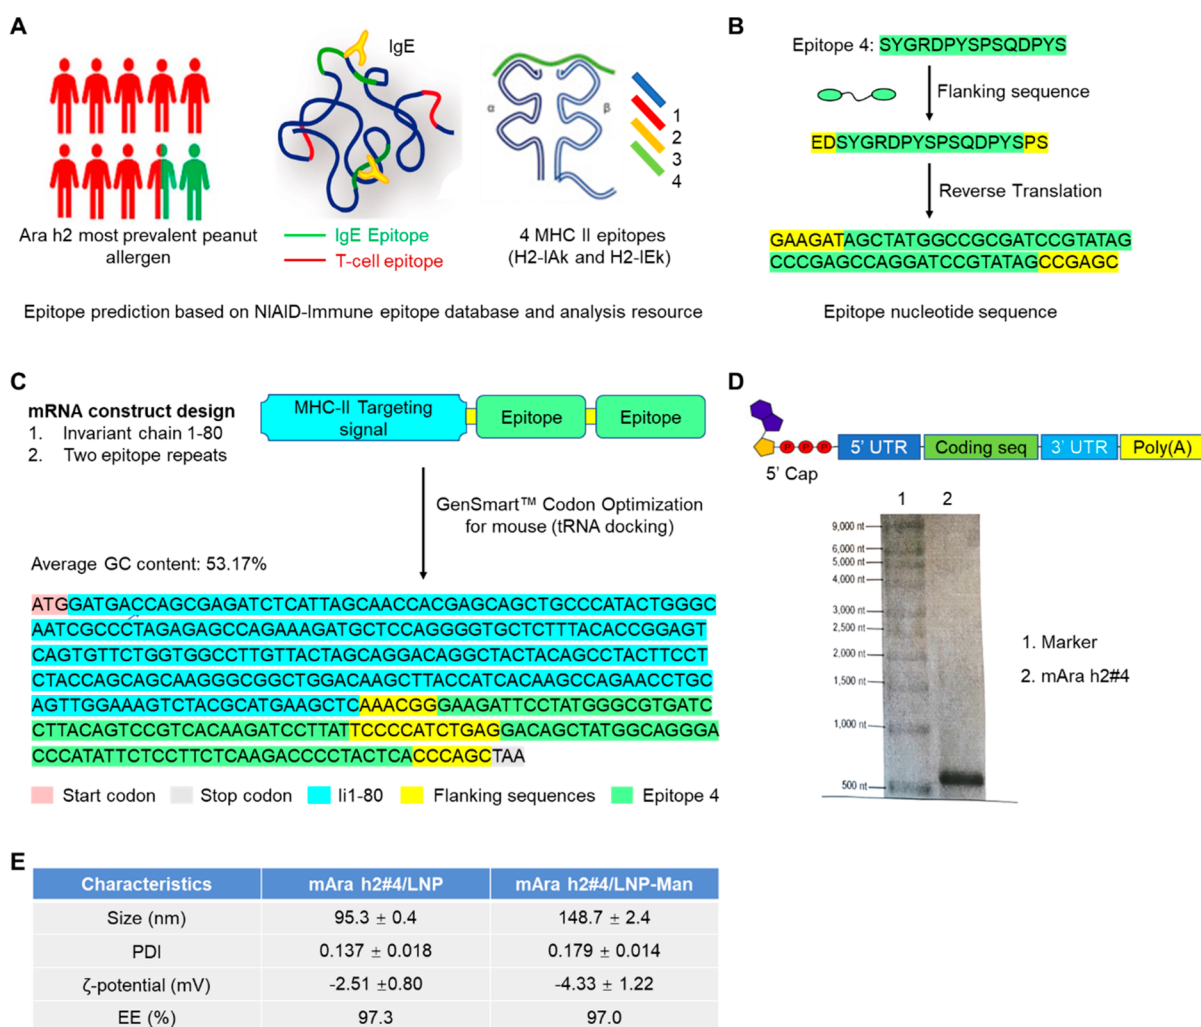 A
IgE
α
β
1
2
3
4
Ara h2 most prevalent peanut
allergen
IgE Epitope
T-cell epitope
4 MHC II epitopes
(H2-IAk and H2-IEk)
Epitope prediction based on NIAID-Immune epitope database and analysis resource
B
Epitope 4: SYGRDPYSPSQDPYS
Flanking sequence
EDSYGRDPYSPSQDPYSPS
Reverse Translation
GAAGATAGCTATGGCCGCGATCCGTATAG
CCCGAGCCAGGATCCGTATAGCCGAGC
Epitope nucleotide sequence
C
mRNA construct design
1. Invariant chain 1-80
2. Two epitope repeats
MHC-II Targeting
signal
Epitope
Epitope
GenSmart™ Codon Optimization
for mouse (tRNA docking)
Average GC content: 53.17%
ATGGATGACCAGCGAGATCTCATTAGCAACCACGAGCAGCTGCCCATACTGGGC
AATCGCCCTAGAGAGCCAGAAAGATGCTCCAGGGGTGCTCTTTACACCGGAGT
CAGTGTTCTGGTGGCCTTGTTACTAGCAGGACAGGCTACTACAGCCTACTTCCT
CTACCAGCAGCAAGGGCGGCTGGACAAGCTTACCATCACAAGCCAGAACCTGC
AGTTGGAAAGTCTACGCATGAAGCTCAAACGGGAAGATTCCTATGGGCGTGATC
CTTACAGTCCGTCACAAGATCCTTATTCCCCATCTGAGGACAGCTATGGCAGGGA
CCCATATTCTCCTTCTCAAGACCCCTACTCACCCAGCTAA
Start codon
Stop codon
Ii1-80
Flanking sequences
Epitope 4
D
P P P
5' Cap
5' UTR
Coding seq
3' UTR
Poly(A)
1 2
9,000 nt
6,000 nt
5,000 nt
4,000 nt
3,000 nt
2,500 nt
2,000 nt
1,500 nt
1,000 nt
500 nt
1. Marker
2. mAra h2#4
E
Characteristics mAra h2#4/LNP mAra h2#4/LNP-Man
Size (nm) 95.3 ± 0.4 148.7 ± 2.4
PDI 0.137 ± 0.018 0.179 ± 0.014
ζ-potential (mV) -2.51 ±0.80 -4.33 ± 1.22
EE (%) 97.3 97.0